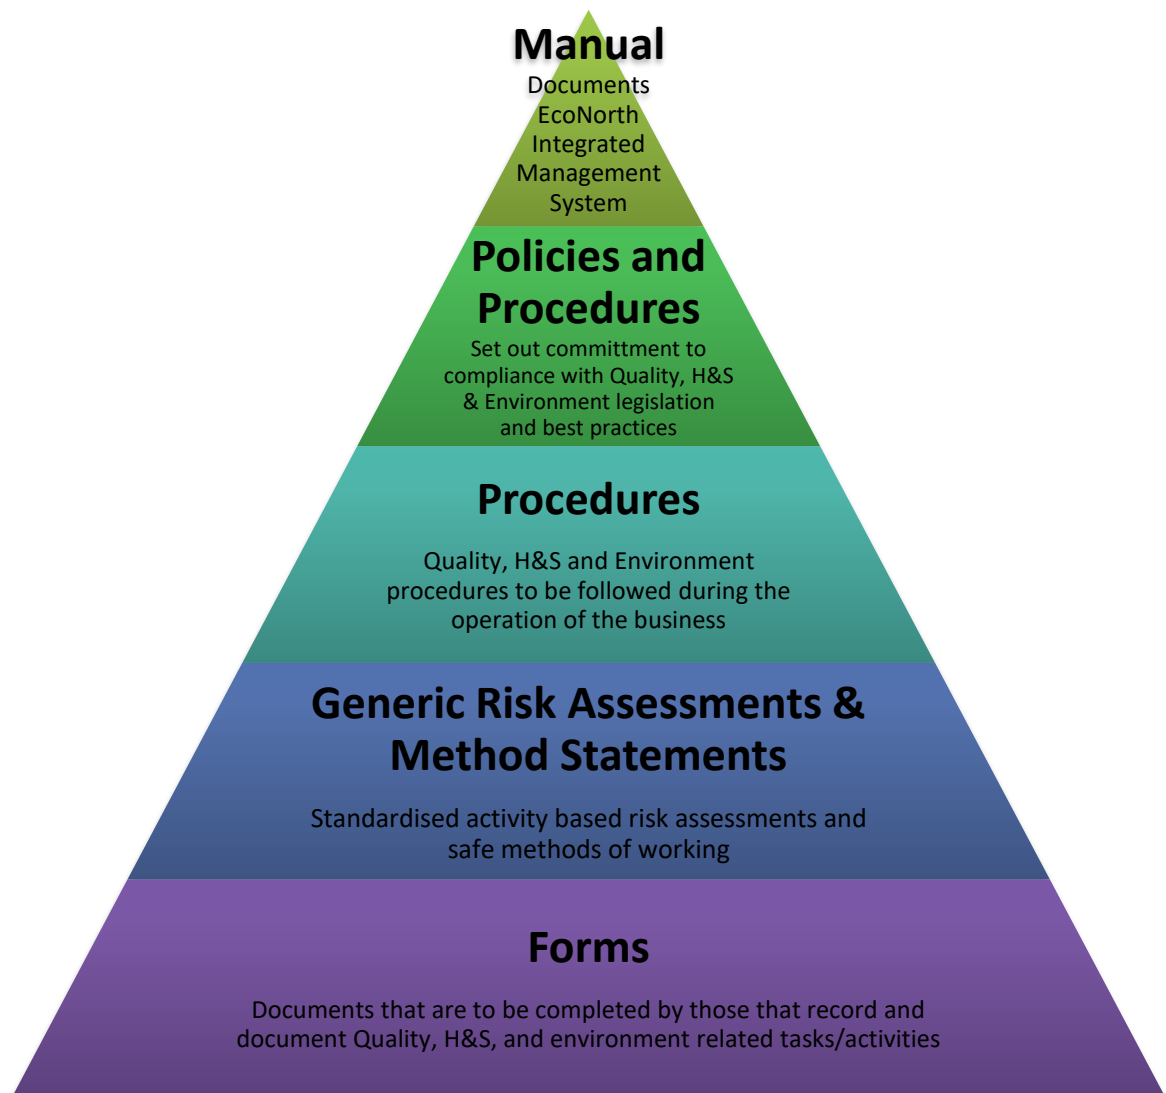 Manual
Documents
EcoNorth
Integrated
Management
System
Policies and
Procedures
Set out committment to
compliance with Quality, H&S
& Environment legislation
and best practices
Procedures
Quality, H&S and Environment
procedures to be followed during the
operation of the business
Generic Risk Assessments &
Method Statements
Standardised activity based risk assessments and
safe methods of working
Forms
Documents that are to be completed by those that record and
document Quality, H&S, and environment related tasks/activities